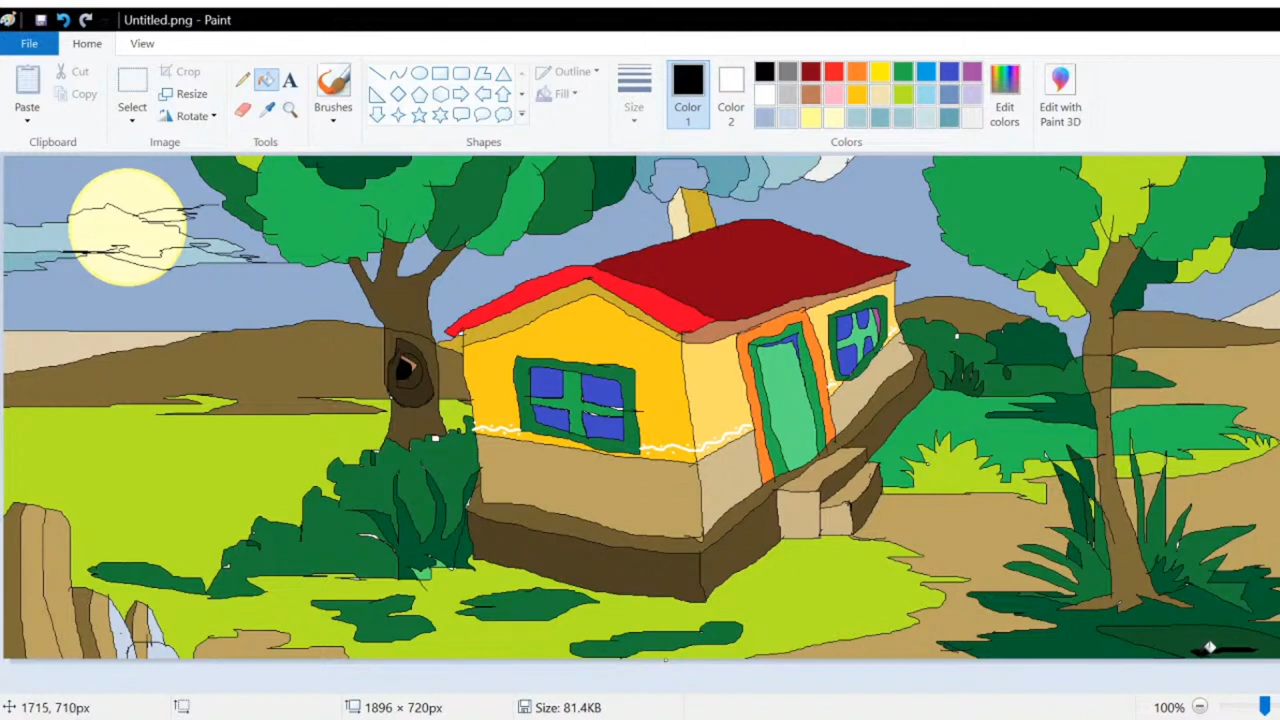 Untitled.png - Paint
File Home View
Paste Cut Copy Select Crop Resize Rotate A Brushes Outline Fill Size Color 1 Color 2 Edit colors Edit with Paint 3D
Clipboard Image Tools Shapes Colors
1715, 710px 1896 × 720px Size: 81.4KB 100%